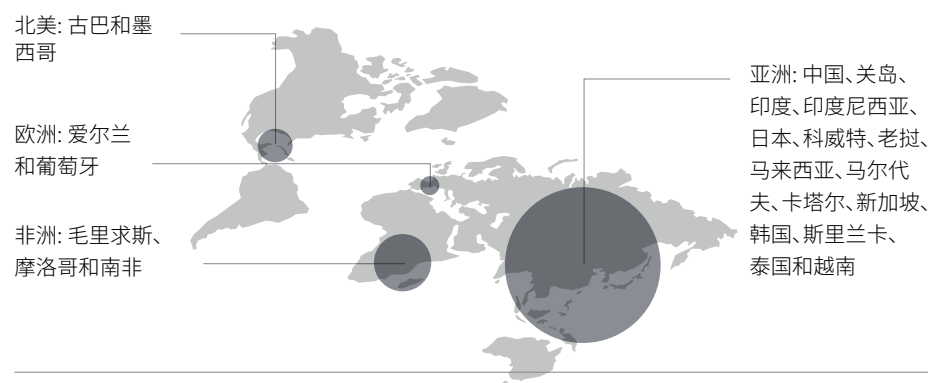 北美: 古巴和墨
西哥
欧洲: 爱尔兰
和葡萄牙
非洲: 毛里求斯、
摩洛哥和南非
亚洲: 中国、关岛、
印度、印度尼西亚、
日本、科威特、老挝、
马来西亚、马尔代
夫、卡塔尔、新加坡、
韩国、斯里兰卡、
泰国和越南